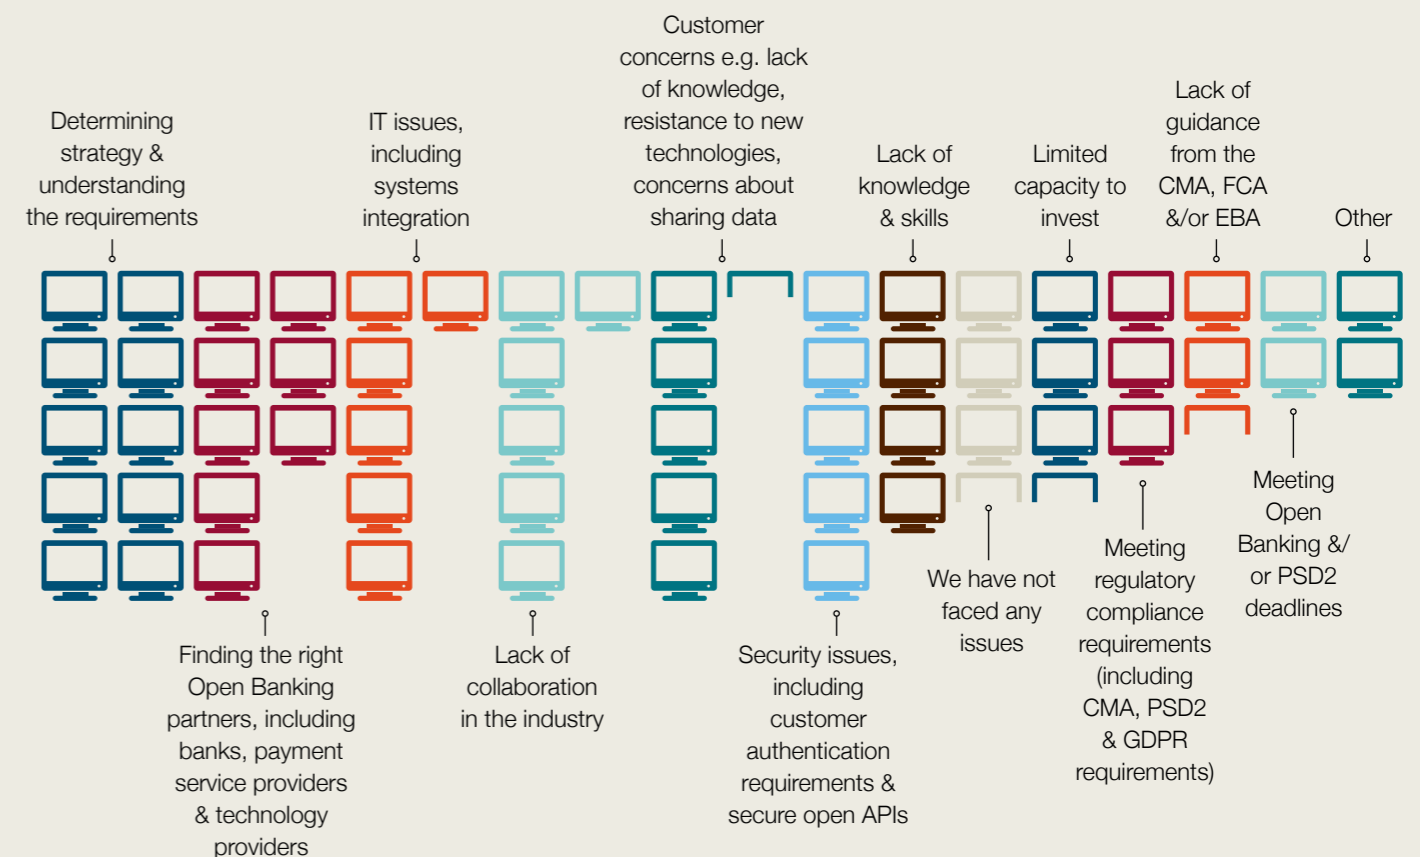 Determining
strategy &
understanding
the requirements
IT issues,
including
systems
integration
Customer
concerns e.g. lack
of knowledge,
resistance to new
technologies,
concerns about
sharing data
Lack of
knowledge
& skills
Limited
capacity to
invest
Lack of
guidance
from the
CMA, FCA
&/or EBA
Other
Finding the right
Open Banking
partners, including
banks, payment
service providers
& technology
providers
Lack of
collaboration
in the industry
Security issues,
including
customer
authentication
requirements &
secure open APIs
We have not
faced any
issues
Meeting
regulatory
compliance
requirements
(including
CMA, PSD2
& GDPR
requirements)
Meeting
Open
Banking &/
or PSD2
deadlines